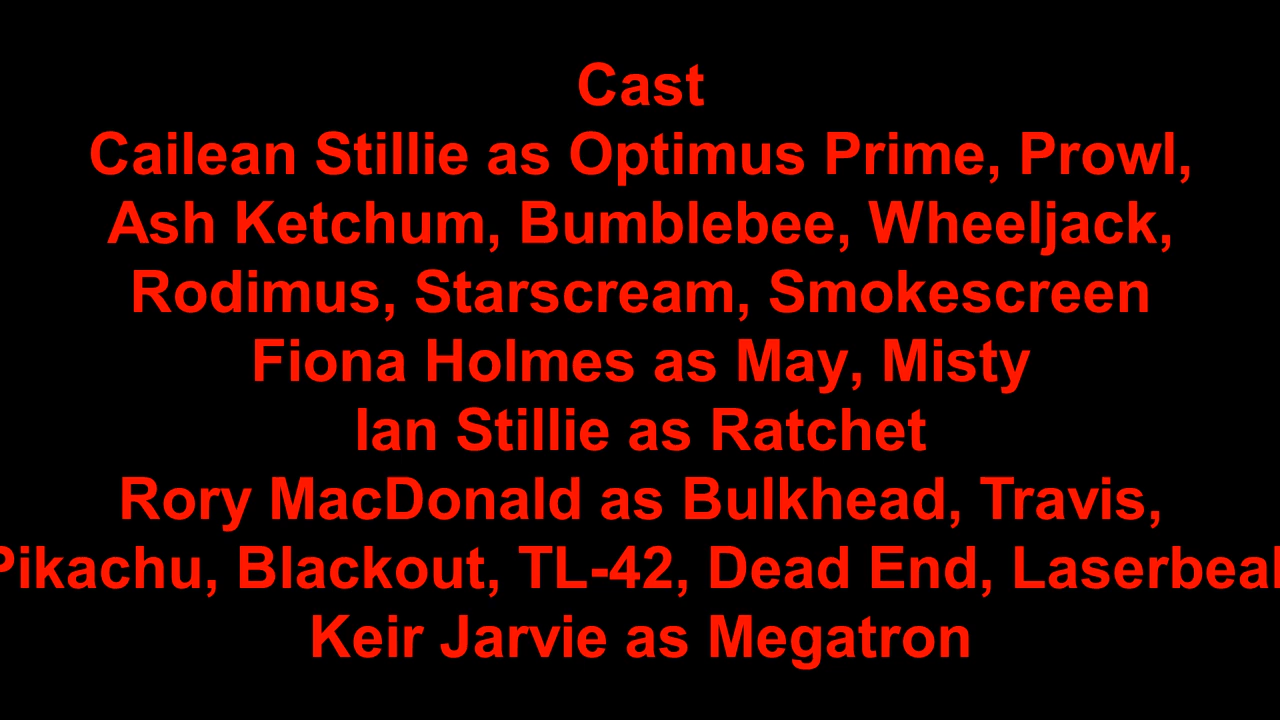 Cast
Cailean Stillie as Optimus Prime, Prowl,
Ash Ketchum, Bumblebee, Wheeljack,
Rodimus, Starscream, Smokescreen
Fiona Holmes as May, Misty
Ian Stillie as Ratchet
Rory MacDonald as Bulkhead, Travis,
Pikachu, Blackout, TL-42, Dead End, Laserbeak
Keir Jarvie as Megatron